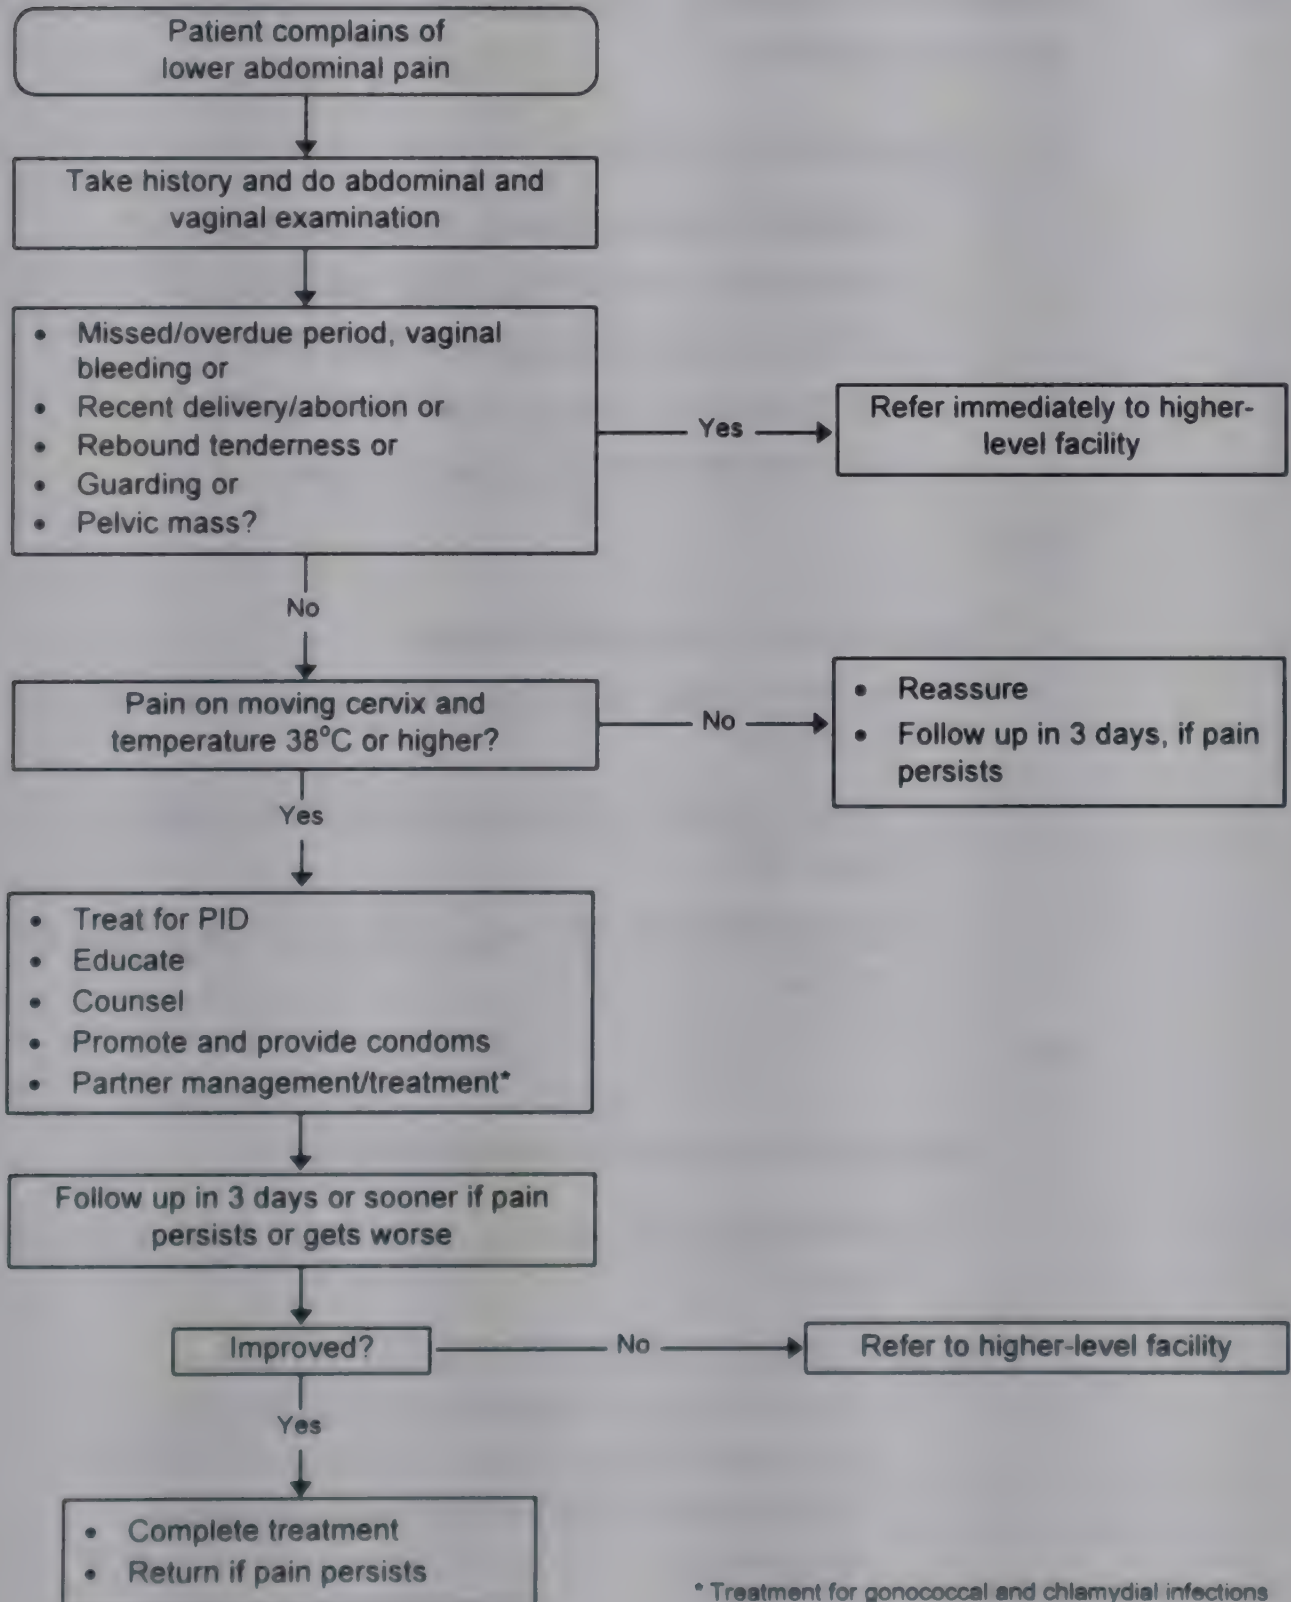 Patient complains of
lower abdominal pain
Take history and do abdominal and
vaginal examination
• Missed/overdue period, vaginal
bleeding or
• Recent delivery/abortion or
• Rebound tenderness or
• Guarding or
• Pelvic mass?
Yes
Refer immediately to higher-
level facility
No
Pain on moving cervix and
temperature 38°C or higher?
No
• Reassure
• Follow up in 3 days, if pain
persists
Yes
• Treat for PID
• Educate
• Counsel
• Promote and provide condoms
• Partner management/treatment*
Follow up in 3 days or sooner if pain
persists or gets worse
Improved?
No
Refer to higher-level facility
Yes
• Complete treatment
• Return if pain persists
* Treatment for gonococcal and chlamydial infections